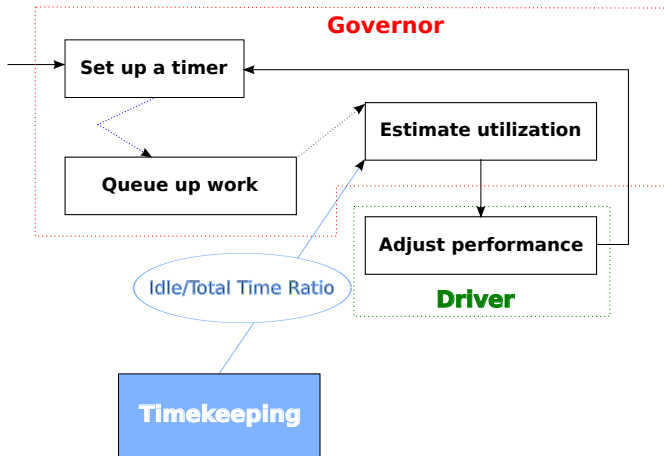 Governor
Set up a timer
Estimate utilization
Queue up work
Adjust performance
Idle/Total Time Ratio
Driver
Timekeeping